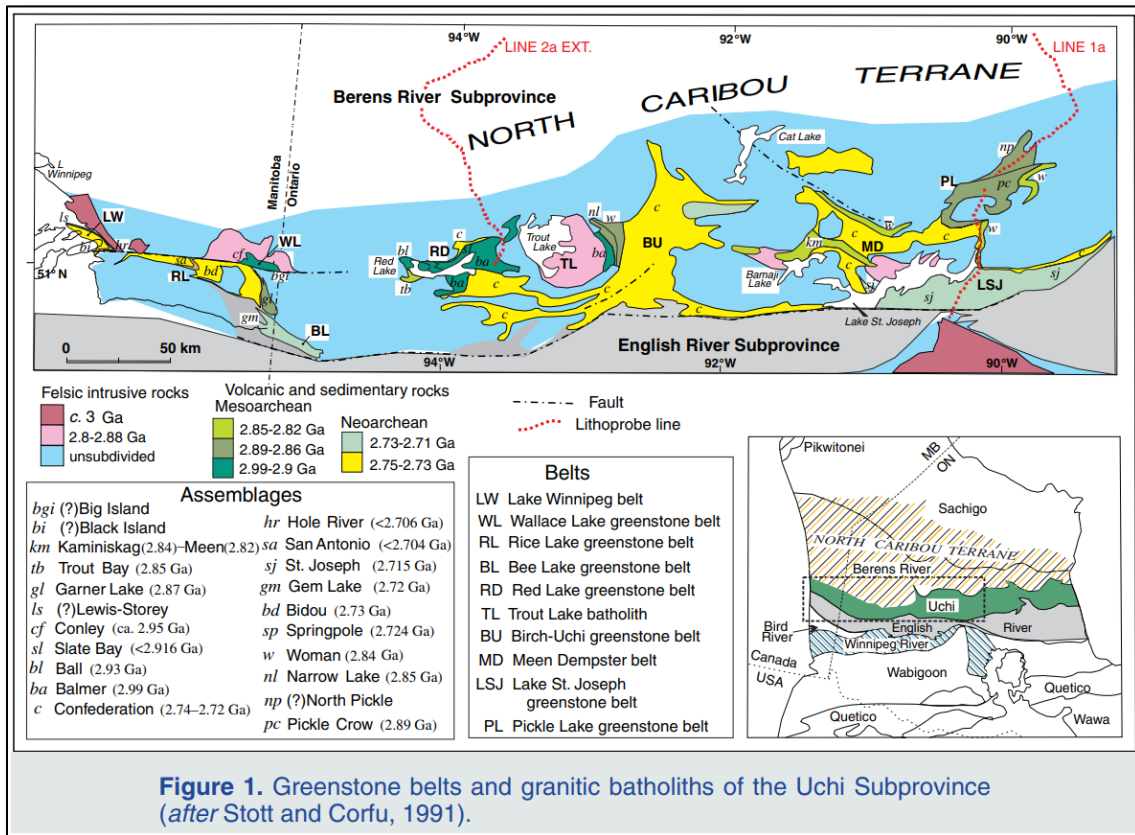 94°W
92°W
90°W
LINE 2a EXT.
LINE 1a
TERRANE
CARIBOU
NORTH
Berens River Subprovince
Cat Lake
np
pc
w
PL
L
Winnipeg
Manitoba
Ontario
ls
LW
bi
hr
51° N
sa
RL
bd
cf
WL
bgi
gl
gm
BL
bl
RD
c
sl
Red
Lake
ba
tb
ba
c
c
Trout
Lake
TL
nl
w
ba
BU
c
c
c
km
Bamaji
Lake
c
MD
w
c
w
sl
sj
LSJ
sj
Lake St. Joseph
English River Subprovince
0 50 km
94°W
92°W
90°W
Felsic intrusive rocks
c. 3 Ga
2.8-2.88 Ga
unsubdivided
Volcanic and sedimentary rocks
Mesoarchean
2.85-2.82 Ga
2.89-2.86 Ga
2.99-2.9 Ga
Neoarchean
2.73-2.71 Ga
2.75-2.73 Ga
Fault
Lithoprobe line
Assemblages
bgi (?)Big Island
bi (?)Black Island
km Kaminiskag(2.84)–Meen(2.82)
tb Trout Bay (2.85 Ga)
gl Garner Lake (2.87 Ga)
ls (?)Lewis-Storey
cf Conley (ca. 2.95 Ga)
sl Slate Bay (<2.916 Ga)
bl Ball (2.93 Ga)
ba Balmer (2.99 Ga)
c Confederation (2.74–2.72 Ga)
hr Hole River (<2.706 Ga)
sa San Antonio (<2.704 Ga)
sj St. Joseph (2.715 Ga)
gm Gem Lake (2.72 Ga)
bd Bidou (2.73 Ga)
sp Springpole (2.724 Ga)
w Woman (2.84 Ga)
nl Narrow Lake (2.85 Ga)
np (?)North Pickle
pc Pickle Crow (2.89 Ga)
Belts
LW Lake Winnipeg belt
WL Wallace Lake greenstone belt
RL Rice Lake greenstone belt
BL Bee Lake greenstone belt
RD Red Lake greenstone belt
TL Trout Lake batholith
BU Birch-Uchi greenstone belt
MD Meen Dempster belt
LSJ Lake St. Joseph
greenstone belt
PL Pickle Lake greenstone belt
Pikwitonei
MB
ON
Sachigo
NORTH CARIBOU TERRANE
Berens River
Uchi
Bird
River
English
River
Winnipeg River
Canada
USA
Wabigoon
Quetico
Quetico
Wawa
Figure 1. Greenstone belts and granitic batholiths of the Uchi Subprovince
(after Stott and Corfu, 1991).